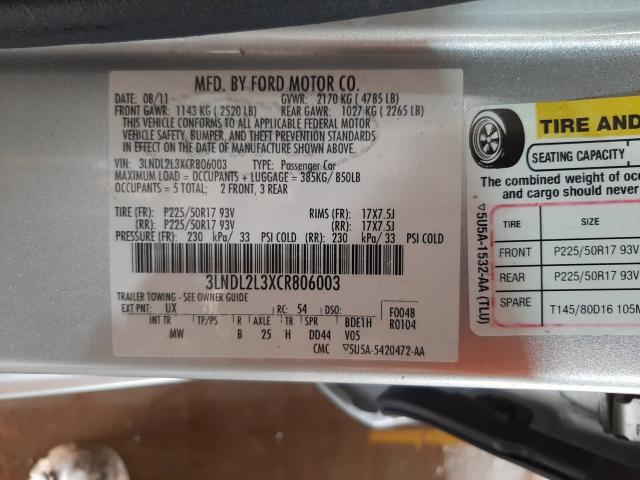 MFD. BY FORD MOTOR CO.
DATE: 08/11 GVWR: 2170 KG ( 4785 LB)
FRONT GAWR: 1143 KG ( 2520 LB) REAR GAWR: 1027 KG ( 2265 LB)
THIS VEHICLE CONFORMS TO ALL APPLICABLE FEDERAL MOTOR
VEHICLE SAFETY, BUMPER, AND THEFT PREVENTION STANDARDS
IN EFFECT ON THE DATE OF MANUFACTURE SHOWN ABOVE.
VIN: 3LNDL2L3XCR806003 TYPE: Passenger Car
MAXIMUM LOAD = OCCUPANTS + LUGGAGE = 385KG/ 850LB
OCCUPANTS = 5 TOTAL; 2 FRONT, 3 REAR
TIRE (FR): P225/50R17 93V RIMS (FR): 17X7.5J
(RR): P225/50R17 93V (RR): 17X7.5J
PRESSURE (FR): 230 kPa/ 33 PSI COLD (RR): 230 kPa/ 33 PSI COLD
3LNDL2L3XCR806003
TRAILER TOWING - SEE OWNER GUIDE
EXT PNT: UX RC: 54 DSO: F0048
INT TR TP/PS R AXLE TR SPR BDE1H R0104
MW B 25 H DD44 V05
CMC ▽5U5A-5420472-AA
TIRE AND
SEATING CAPACITY
The combined weight of occ
and cargo should never
▽5U5A-1532-AA (TLU)
TIRE SIZE
FRONT P225/50R17 93V
REAR P225/50R17 93V
SPARE T145/80D16 105M